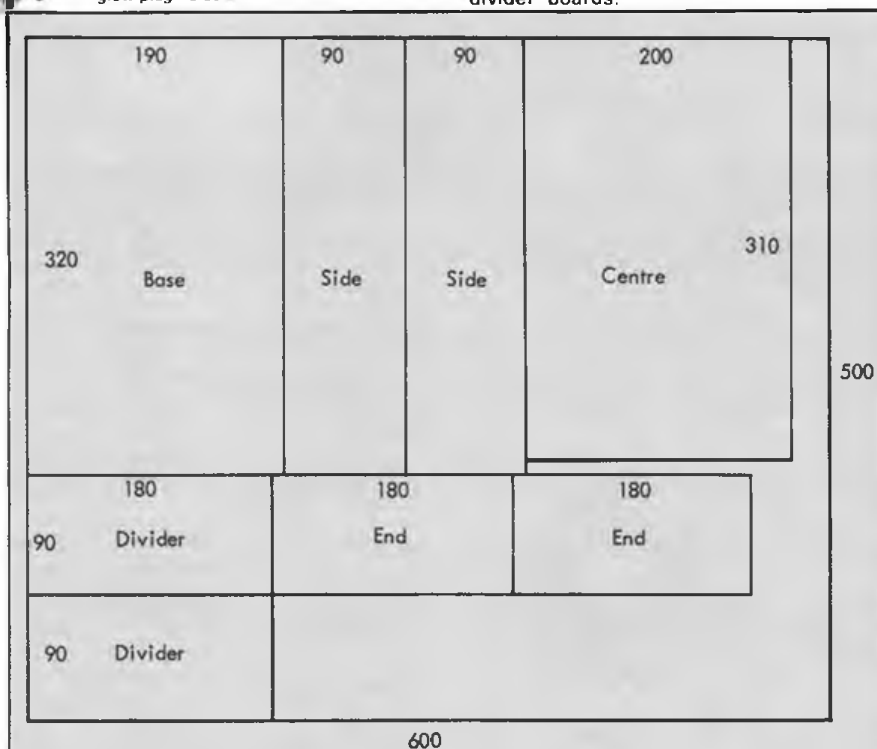 divider boards.
190 90 90 200
320 310
Base Side Side Centre
500
180 180 180
90 Divider End End
90 Divider
600